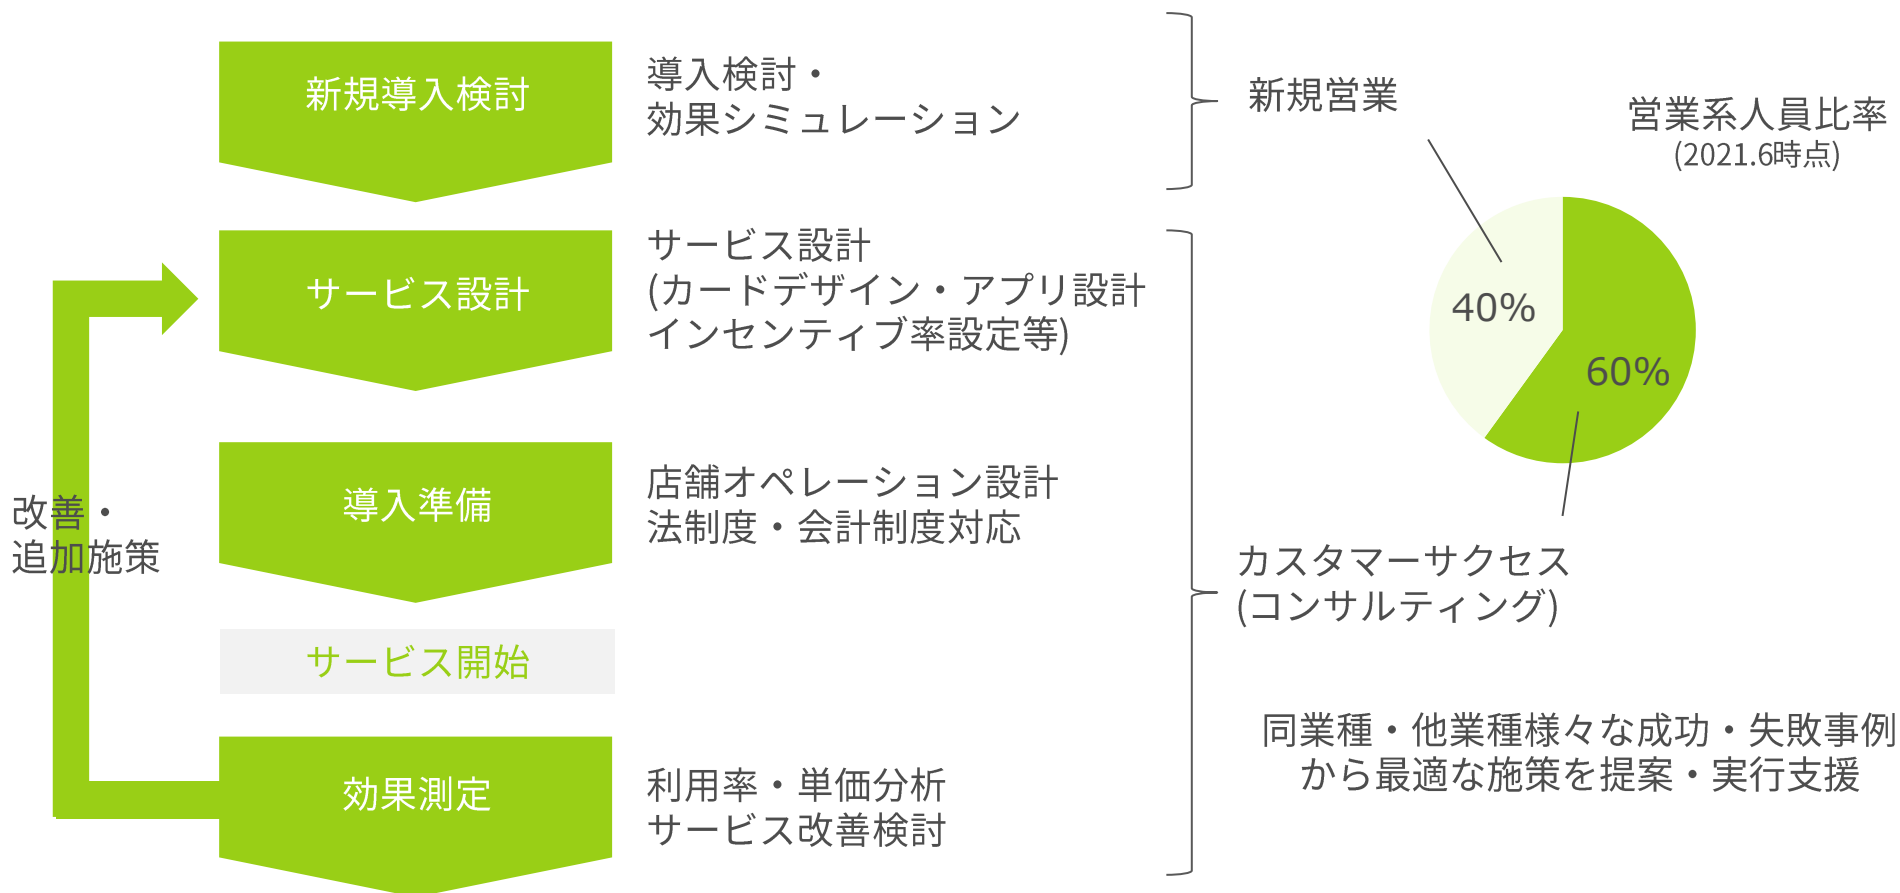 新規導入検討
導入検討・
効果シミュレーション
新規営業
営業系人員比率
(2021.6時点)
サービス設計
サービス設計
(カードデザイン・アプリ設計
インセンティブ率設定等)
40%
60%
改善・
追加施策
導入準備
店舗オペレーション設計
法制度・会計制度対応
カスタマーサクセス
(コンサルティング)
サービス開始
効果測定
利用率・単価分析
サービス改善検討
同業種・他業種様々な成功・失敗事例
から最適な施策を提案・実行支援